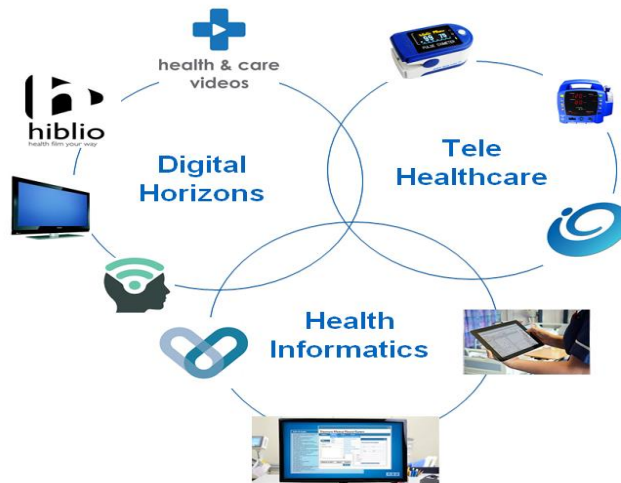 health & care
videos
hiblio
health film your way
Digital
Horizons
Tele
Healthcare
Health
Informatics